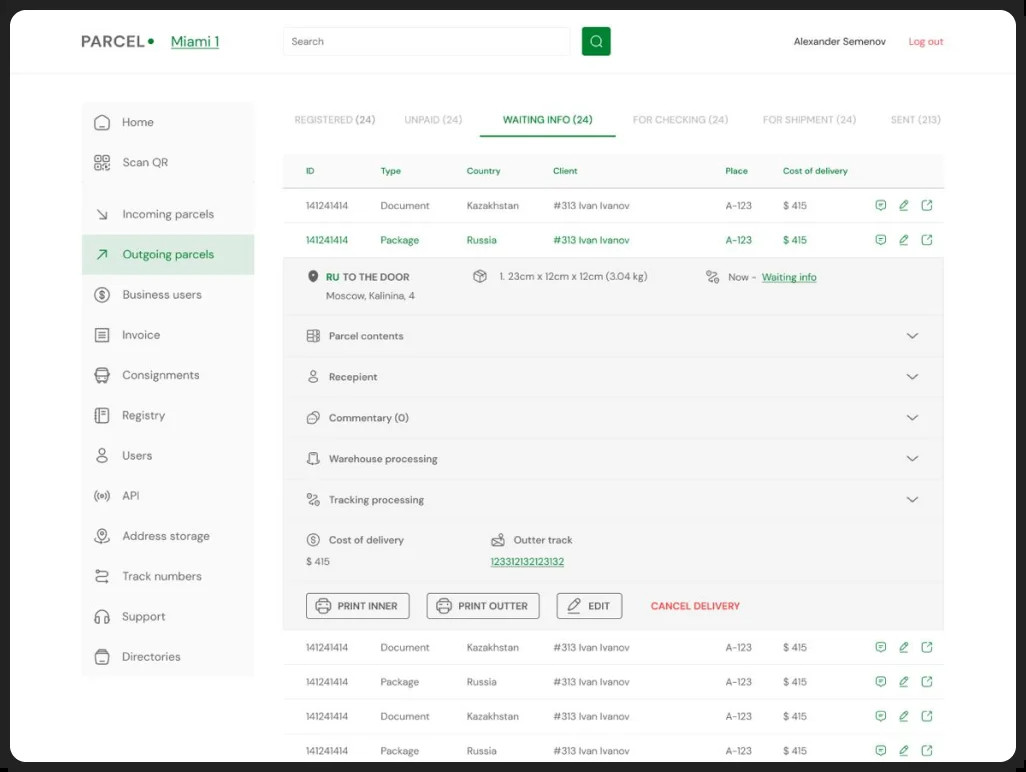 PARCEL
Miami 1
Search
Alexander Semenov
Log out
Home
Scan QR
Incoming parcels
Outgoing parcels
Business users
Invoice
Consignments
Registry
Users
API
Address storage
Track numbers
Support
Directories
REGISTERED (24) UNPAID (24) WAITING INFO (24) FOR CHECKING (24) FOR SHIPMENT (24) SENT (213)
ID Type Country Client Place Cost of delivery
141241414 Document Kazakhstan #313 Ivan Ivanov A-123 $ 415
141241414 Package Russia #313 Ivan Ivanov A-123 $ 415
RU TO THE DOOR
Moscow, Kalinina, 4
1. 23cm x 12cm x 12cm (3.04 kg)
Now - Waiting info
Parcel contents
Recepient
Commentary (0)
Warehouse processing
Tracking processing
Cost of delivery
$ 415
Outter track
123312132123132
PRINT INNER PRINT OUTTER EDIT CANCEL DELIVERY
141241414 Document Kazakhstan #313 Ivan Ivanov A-123 $ 415
141241414 Package Russia #313 Ivan Ivanov A-123 $ 415
141241414 Document Kazakhstan #313 Ivan Ivanov A-123 $ 415
141241414 Package Russia #313 Ivan Ivanov A-123 $ 415